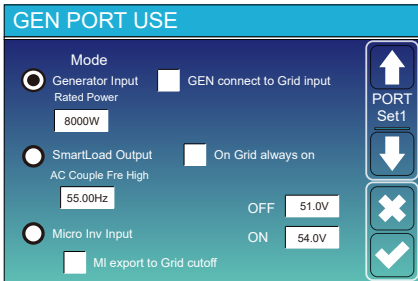 GEN PORT USE
Mode
Generator Input
GEN connect to Grid input
Rated Power
8000W
PORT
Set1
SmartLoad Output
On Grid always on
AC Couple Fre High
55.00Hz
OFF
51.0V
Micro Inv Input
ON
54.0V
MI export to Grid cutoff